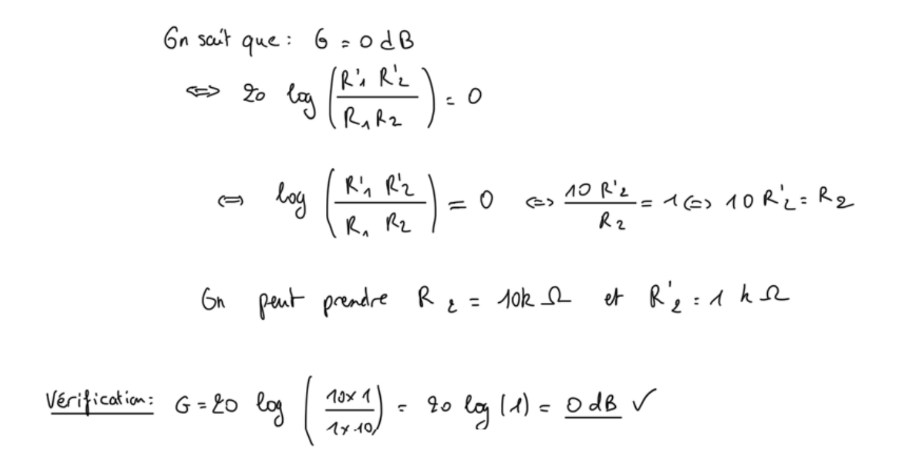 On sait que : G = 0 dB
⇔ 20 log (R'₁ R'₂ / R₁ R₂) = 0
⇔ log (R'₁ R'₂ / R₁ R₂) = 0 ⇔ 10 R'₂ / R₂ = 1 ⇔ 10 R'₂ = R₂
On peut prendre R₂ = 10k Ω et R'₂ = 1 k Ω
Vérification : G = 20 log (10 x 1 / 1 x 10) = 20 log (1) = 0 dB ✓